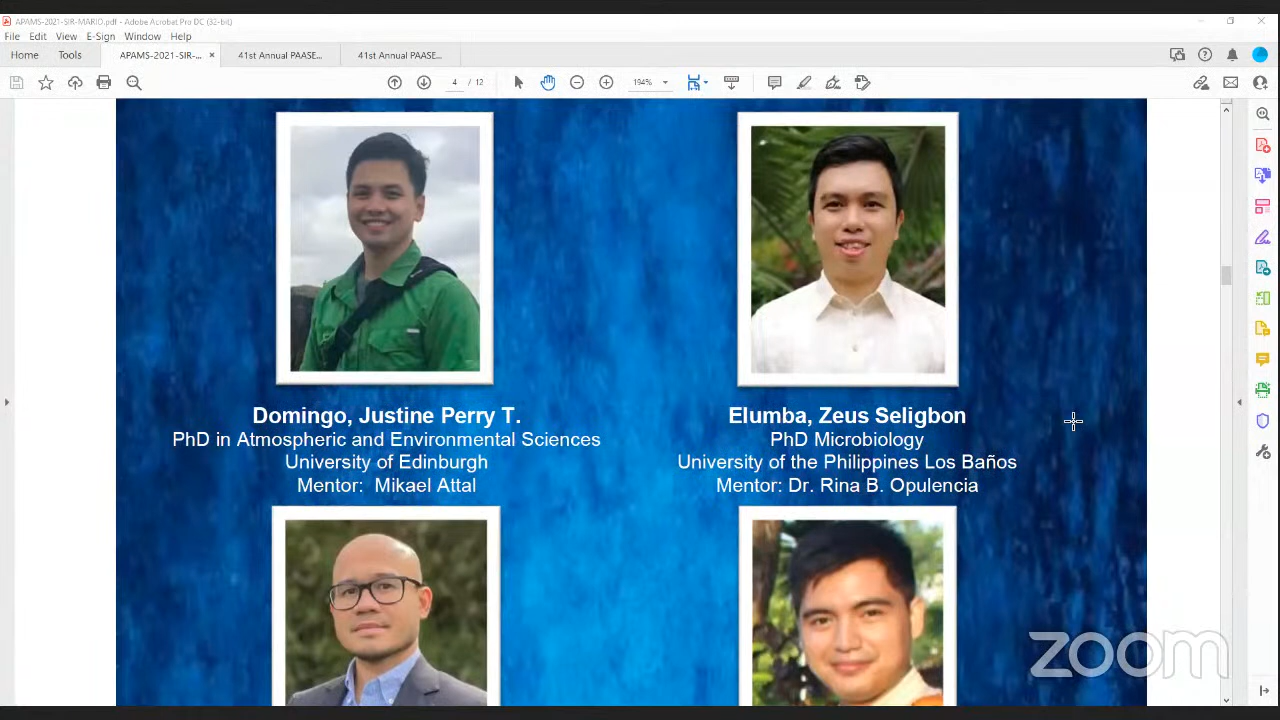 APAMS-2021-SIR-MARIO.pdf - Adobe Acrobat Pro DC (32-bit)
File Edit View E-Sign Window Help
Home Tools APAMS-2021-SIR-... × 41st Annual PAASE... 41st Annual PAASE...
4 / 12 194%
Domingo, Justine Perry T.
PhD in Atmospheric and Environmental Sciences
University of Edinburgh
Mentor: Mikael Attal
Elumba, Zeus Seligbon
PhD Microbiology
University of the Philippines Los Baños
Mentor: Dr. Rina B. Opulencia
zoom